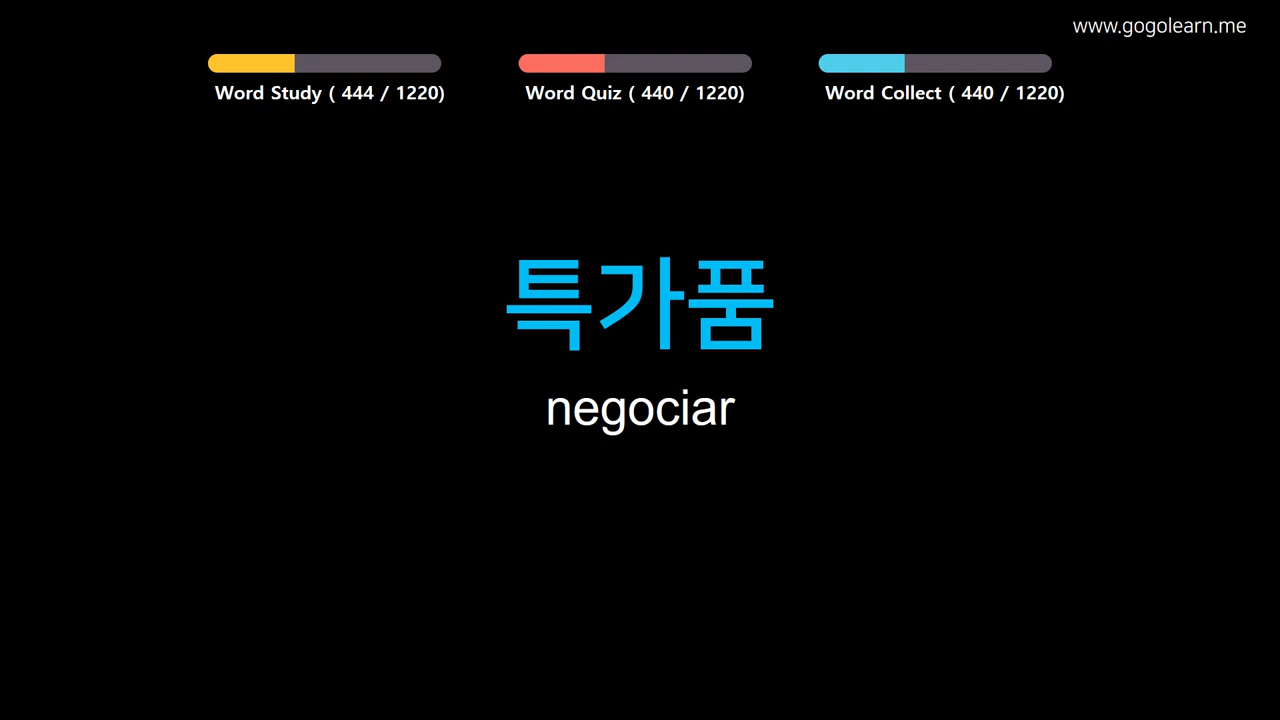 www.gogolearn.me
Word Study ( 444 / 1220)
Word Quiz ( 440 / 1220)
Word Collect ( 440 / 1220)
특가품
negociar